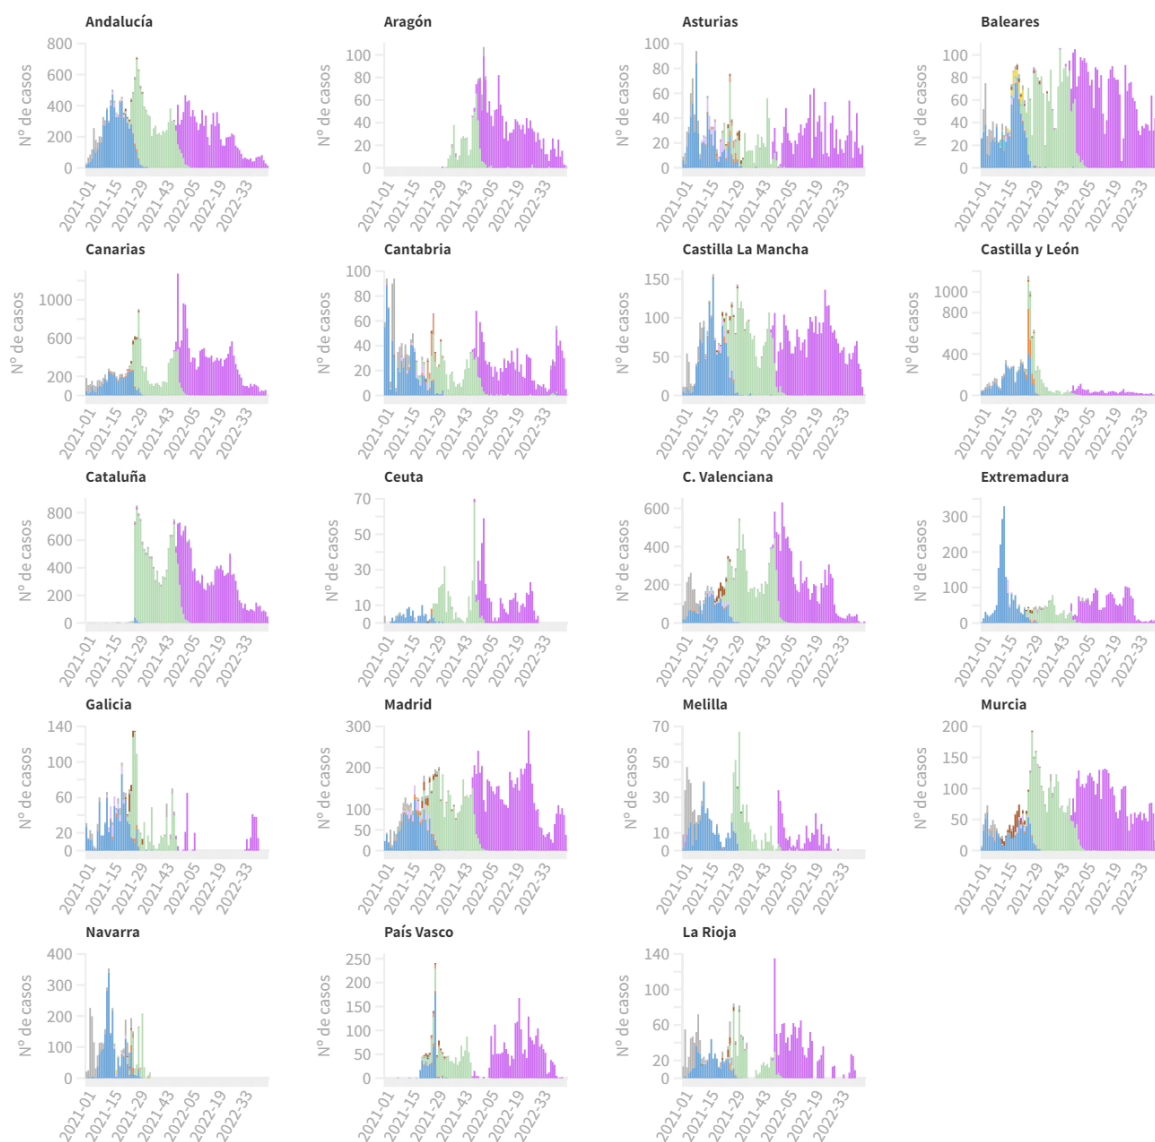 Andalucía Aragón Asturias Baleares
Nº de casos Nº de casos Nº de casos Nº de casos
800 100 100 100
600 80 80 80
400 60 60 60
200 40 40 40
0 20 20 20
0 0 0
2021-01 2021-15 2021-29 2021-43 2022-05 2022-19 2022-33 2021-01 2021-15 2021-29 2021-43 2022-05 2022-19 2022-33 2021-01 2021-15 2021-29 2021-43 2022-05 2022-19 2022-33 2021-01 2021-15 2021-29 2021-43 2022-05 2022-19 2022-33
Canarias Cantabria Castilla La Mancha Castilla y León
Nº de casos Nº de casos Nº de casos Nº de casos
1000 100 150 1000
600 80 100 800
200 60 50 400
0 40 0 0
20
0
2021-01 2021-15 2021-29 2021-43 2022-05 2022-19 2022-33 2021-01 2021-15 2021-29 2021-43 2022-05 2022-19 2022-33 2021-01 2021-15 2021-29 2021-43 2022-05 2022-19 2022-33 2021-01 2021-15 2021-29 2021-43 2022-05 2022-19 2022-33
Cataluña Ceuta C. Valenciana Extremadura
Nº de casos Nº de casos Nº de casos Nº de casos
800 70 600 300
600 50 400 200
400 30 200 100
200 10 0 50
0 0 0
2021-01 2021-15 2021-29 2021-43 2022-05 2022-19 2022-33 2021-01 2021-15 2021-29 2021-43 2022-05 2022-19 2022-33 2021-01 2021-15 2021-29 2021-43 2022-05 2022-19 2022-33 2021-01 2021-15 2021-29 2021-43 2022-05 2022-19 2022-33
Galicia Madrid Melilla Murcia
Nº de casos Nº de casos Nº de casos Nº de casos
140 300 70 200
100 200 50 150
60 150 30 100
20 100 10 50
0 50 0 0
0
2021-01 2021-15 2021-29 2021-43 2022-05 2022-19 2022-33 2021-01 2021-15 2021-29 2021-43 2022-05 2022-19 2022-33 2021-01 2021-15 2021-29 2021-43 2022-05 2022-19 2022-33 2021-01 2021-15 2021-29 2021-43 2022-05 2022-19 2022-33
Navarra País Vasco La Rioja
Nº de casos Nº de casos Nº de casos
400 250 140
300 200 100
200 150 60
100 100 20
0 50 0
0
2021-01 2021-15 2021-29 2021-43 2022-05 2022-19 2022-33 2021-01 2021-15 2021-29 2021-43 2022-05 2022-19 2022-33 2021-01 2021-15 2021-29 2021-43 2022-05 2022-19 2022-33